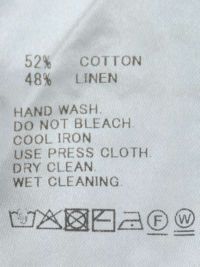 52% COTTON
48% LINEN
HAND WASH.
DO NOT BLEACH.
COOL IRON
USE PRESS CLOTH.
DRY CLEAN.
WET CLEANING.
F W